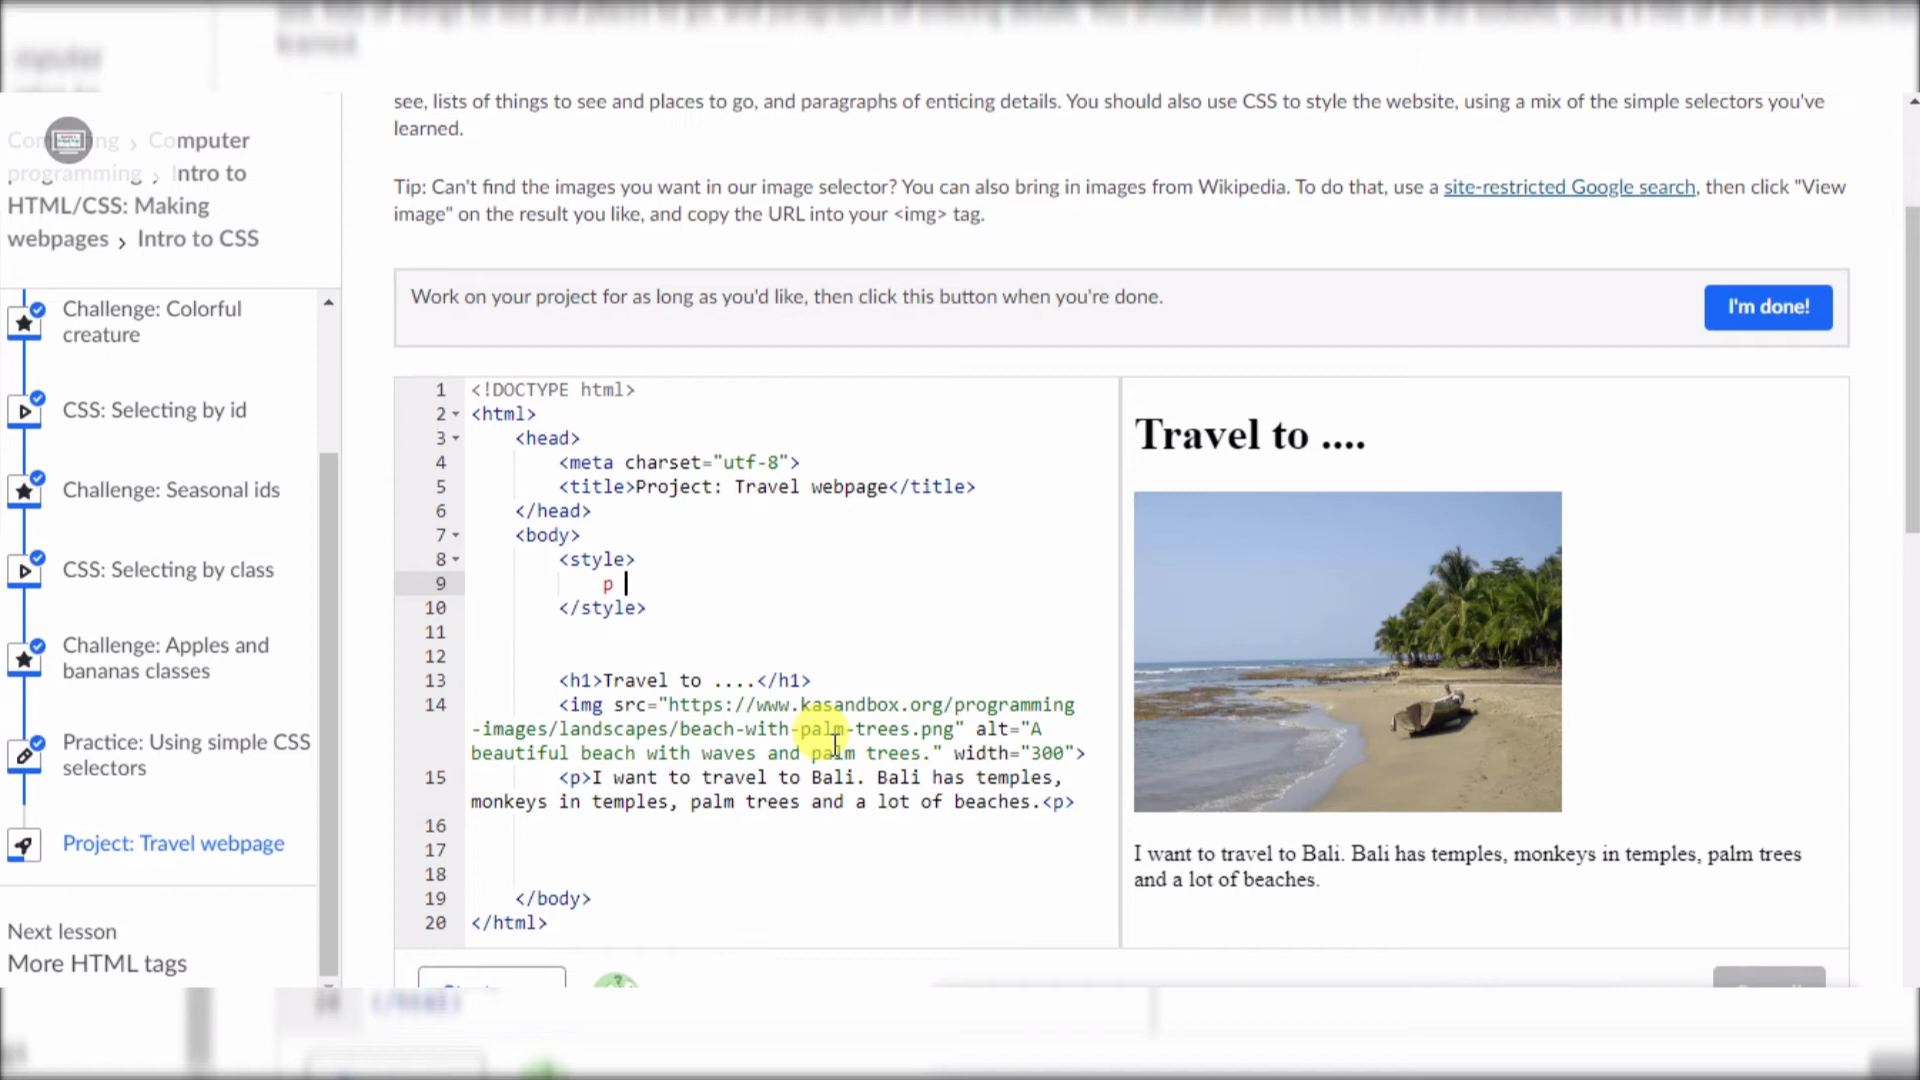 see, lists of things to see and places to go, and paragraphs of enticing details. You should also use CSS to style the website, using a mix of the simple selectors you've
learned.
Tip: Can't find the images you want in our image selector? You can also bring in images from Wikipedia. To do that, use a site-restricted Google search, then click "View
image" on the result you like, and copy the URL into your <img> tag.
Computer
programming › Intro to
HTML/CSS: Making
webpages › Intro to CSS
Work on your project for as long as you'd like, then click this button when you're done.
I'm done!
Challenge: Colorful
creature
CSS: Selecting by id
Challenge: Seasonal ids
CSS: Selecting by class
Challenge: Apples and
bananas classes
Practice: Using simple CSS
selectors
Project: Travel webpage
Next lesson
More HTML tags
1 <!DOCTYPE html>
2 <html>
3 <head>
4 <meta charset="utf-8">
5 <title>Project: Travel webpage</title>
6 </head>
7 <body>
8 <style>
9 p
10 </style>
11
12
13 <h1>Travel to ....</h1>
14 <img src="https://www.kasandbox.org/programming
-images/landscapes/beach-with-palm-trees.png" alt="A
beautiful beach with waves and palm trees." width="300">
15 <p>I want to travel to Bali. Bali has temples,
monkeys in temples, palm trees and a lot of beaches.<p>
16
17
18
19 </body>
20 </html>
Travel to ....
I want to travel to Bali. Bali has temples, monkeys in temples, palm trees
and a lot of beaches.